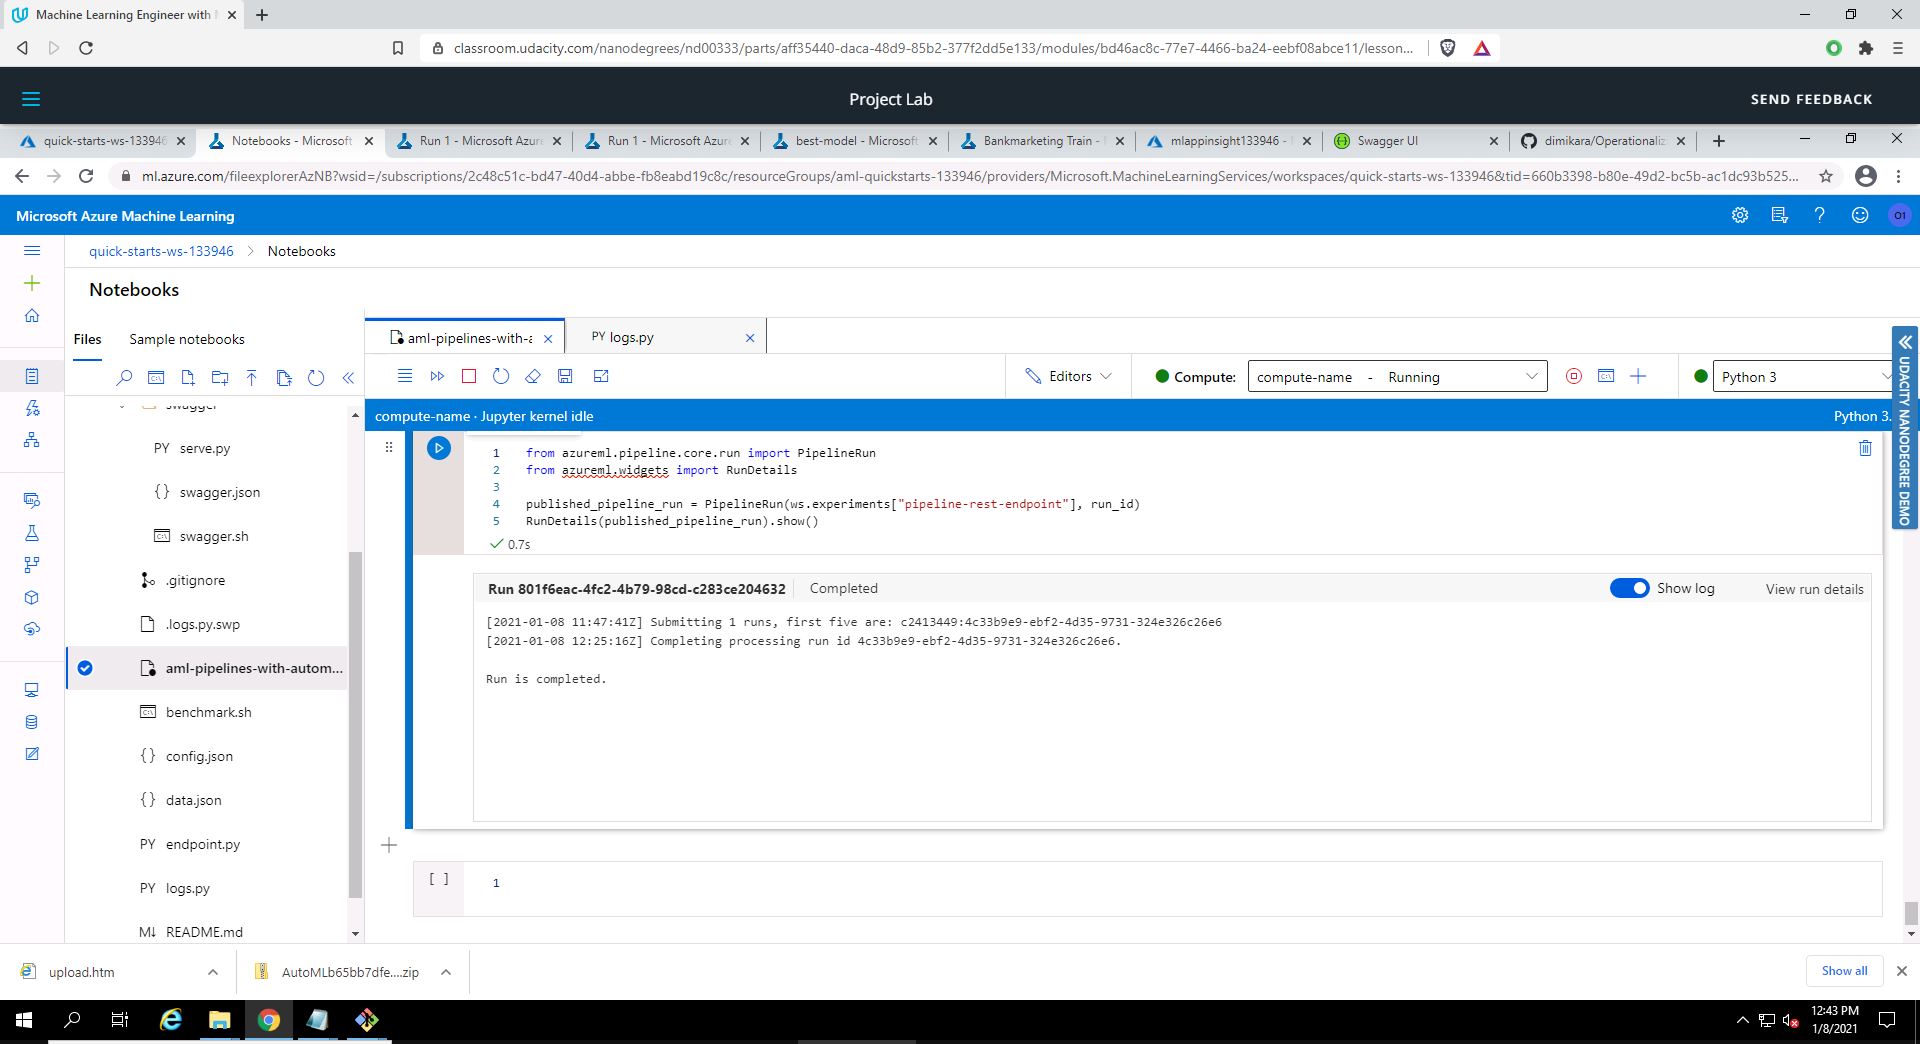 Machine Learning Engineer with
classroom.udacity.com/nanodegrees/nd00333/parts/aff35440-daca-48d9-85b2-377f2dd5e133/modules/bd46ac8c-77e7-4466-ba24-eebf08abce11/lesson...
Project Lab
SEND FEEDBACK
quick-starts-ws-133946
Notebooks - Microsoft
Run 1 - Microsoft Azure
Run 1 - Microsoft Azure
best-model - Microsoft
Bankmarketing Train -
mlappinsight133946 -
Swagger UI
dimikara/Operationaliz
ml.azure.com/fileexplorerAzNB?wsid=/subscriptions/2c48c51c-bd47-40d4-abbe-fb8eabd19c8c/resourceGroups/aml-quickstarts-133946/providers/Microsoft.MachineLearningServices/workspaces/quick-starts-ws-133946&tid=660b3398-b80e-49d2-bc5b-ac1dc93b525...
Microsoft Azure Machine Learning
O1
quick-starts-ws-133946 > Notebooks
Notebooks
Files
Sample notebooks
aml-pipelines-with-a
PY logs.py
Editors
Compute:
compute-name - Running
Python 3
compute-name · Jupyter kernel idle
Python 3.
UDACITY NANODEGREE DEMO
swagger
PY serve.py
{} swagger.json
swagger.sh
.gitignore
.logs.py.swp
aml-pipelines-with-autom...
benchmark.sh
{} config.json
{} data.json
PY endpoint.py
PY logs.py
M↓ README.md
1 from azureml.pipeline.core.run import PipelineRun
2 from azureml.widgets import RunDetails
3
4 published_pipeline_run = PipelineRun(ws.experiments["pipeline-rest-endpoint"], run_id)
5 RunDetails(published_pipeline_run).show()
0.7s
Run 801f6eac-4fc2-4b79-98cd-c283ce204632
Completed
Show log
View run details
[2021-01-08 11:47:41Z] Submitting 1 runs, first five are: c2413449:4c33b9e9-ebf2-4d35-9731-324e326c26e6
[2021-01-08 12:25:16Z] Completing processing run id 4c33b9e9-ebf2-4d35-9731-324e326c26e6.
Run is completed.
[ ]
1
upload.htm
AutoMLb65bb7dfe....zip
Show all
12:43 PM
1/8/2021